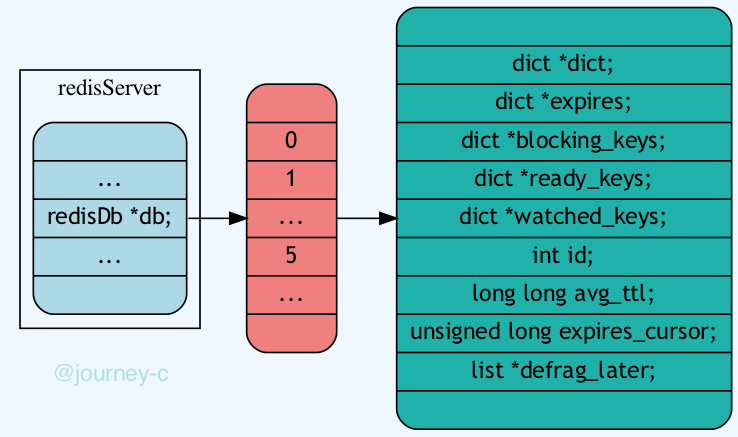 redisServer
...
redisDb *db;
...
0
1
...
5
...
dict *dict;
dict *expires;
dict *blocking_keys;
dict *ready_keys;
dict *watched_keys;
int id;
long long avg_ttl;
unsigned long expires_cursor;
list *defrag_later;
@journey-c